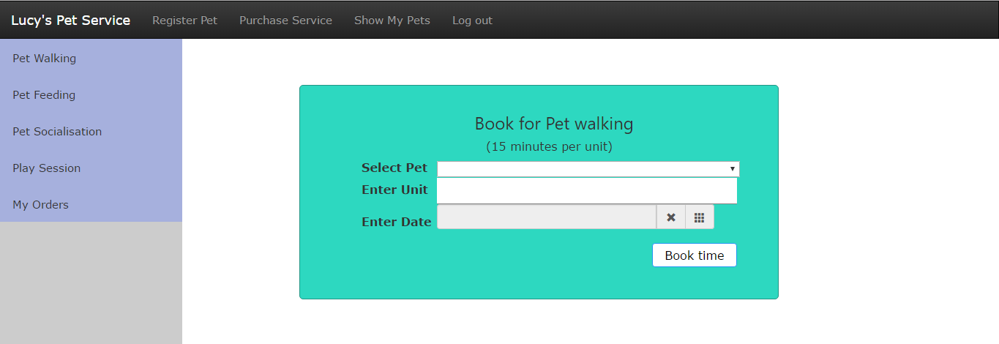 Lucy's Pet Service Register Pet Purchase Service Show My Pets Log out
Pet Walking
Pet Feeding
Pet Socialisation
Play Session
My Orders
Book for Pet walking
(15 minutes per unit)
Select Pet
Enter Unit
Enter Date
Book time